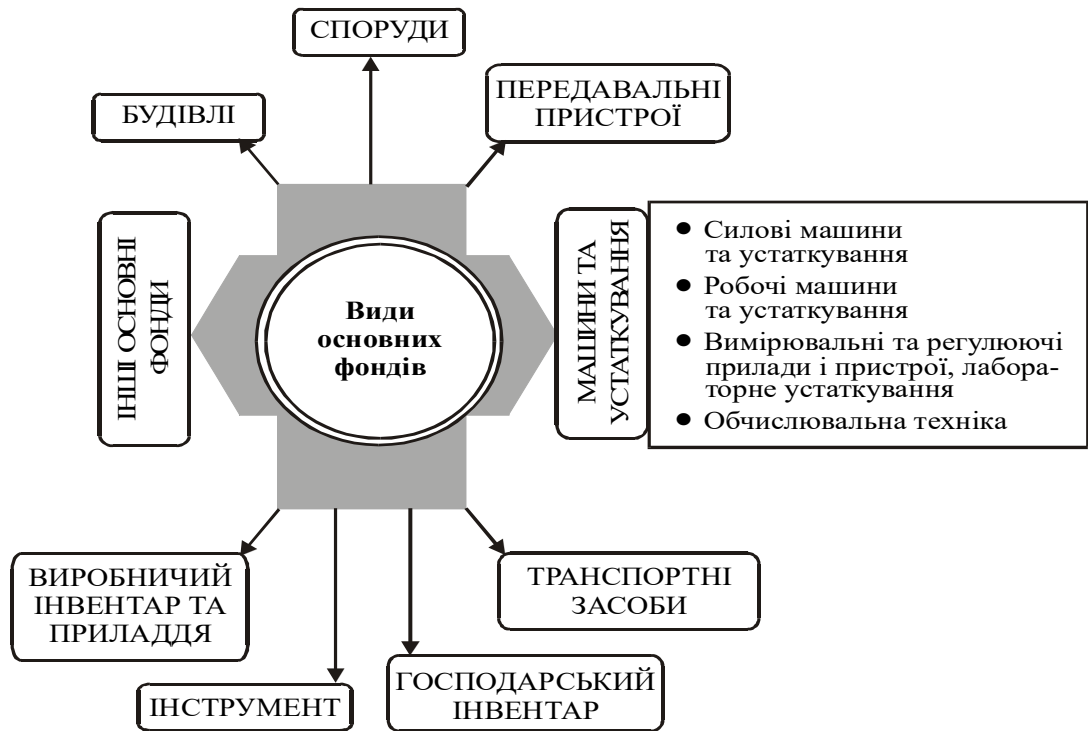 СПОРУДИ
ПЕРЕДАВАЛЬНІ
ПРИСТРОЇ
БУДІВЛІ
ІНШІ ОСНОВНІ
ФОНДИ
Види
основних
фондів
МАШИНИ ТА
УСТАТКУВАННЯ
● Силові машини
та устаткування
● Робочі машини
та устаткування
● Вимірювальні та регулюючі
прилади і пристрої, лабора-
торне устаткування
● Обчислювальна техніка
ВИРОБНИЧИЙ
ІНВЕНТАР ТА
ПРИЛАДДЯ
ТРАНСПОРТНІ
ЗАСОБИ
ІНСТРУМЕНТ
ГОСПОДАРСЬКИЙ
ІНВЕНТАР